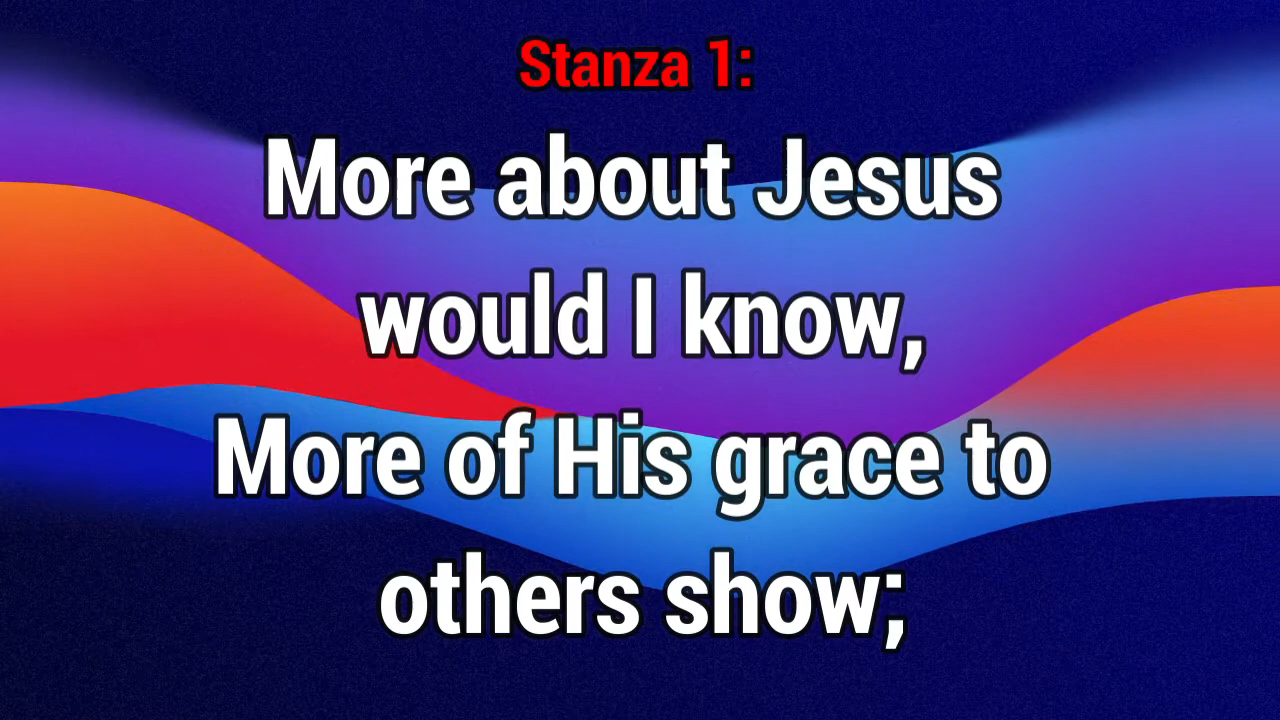 Stanza 1:
More about Jesus
would I know,
More of His grace to
others show;